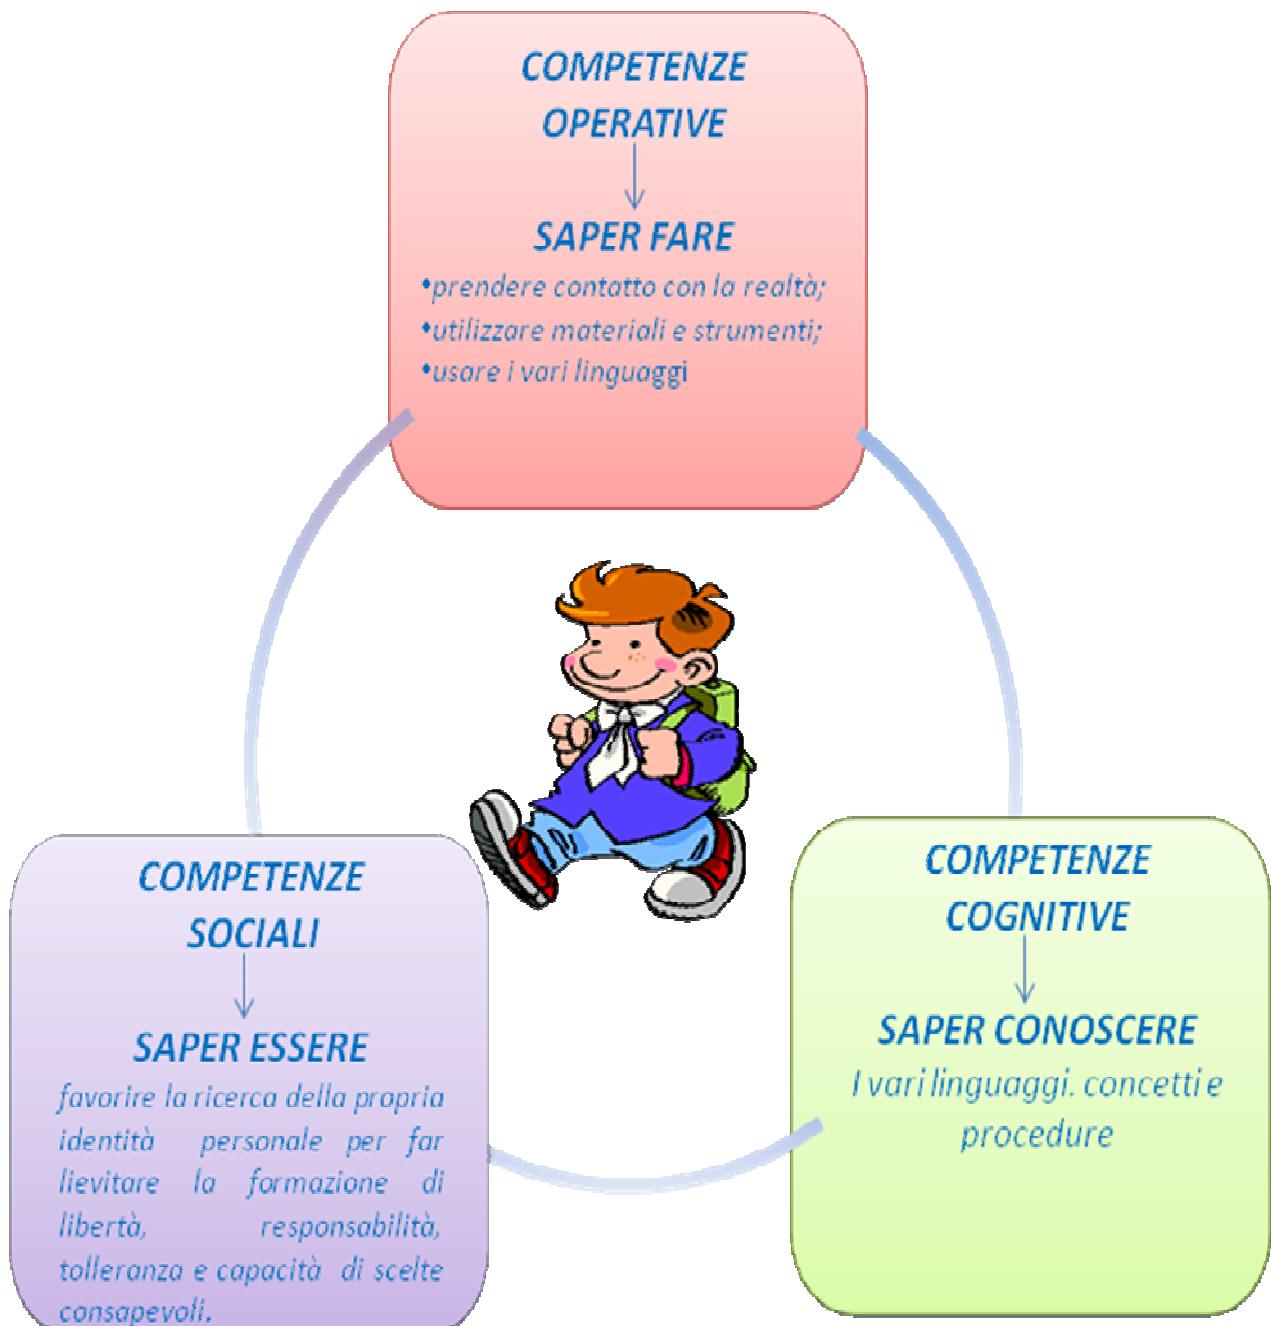 COMPETENZE
OPERATIVE
SAPER FARE
•prendere contatto con la realtà;
•utilizzare materiali e strumenti;
•usare i vari linguaggi
COMPETENZE
SOCIALI
SAPER ESSERE
favorire la ricerca della propria
identità personale per far
lievitare la formazione di
libertà, responsabilità,
tolleranza e capacità di scelte
consapevoli.
COMPETENZE
COGNITIVE
SAPER CONOSCERE
I vari linguaggi. concetti e
procedure